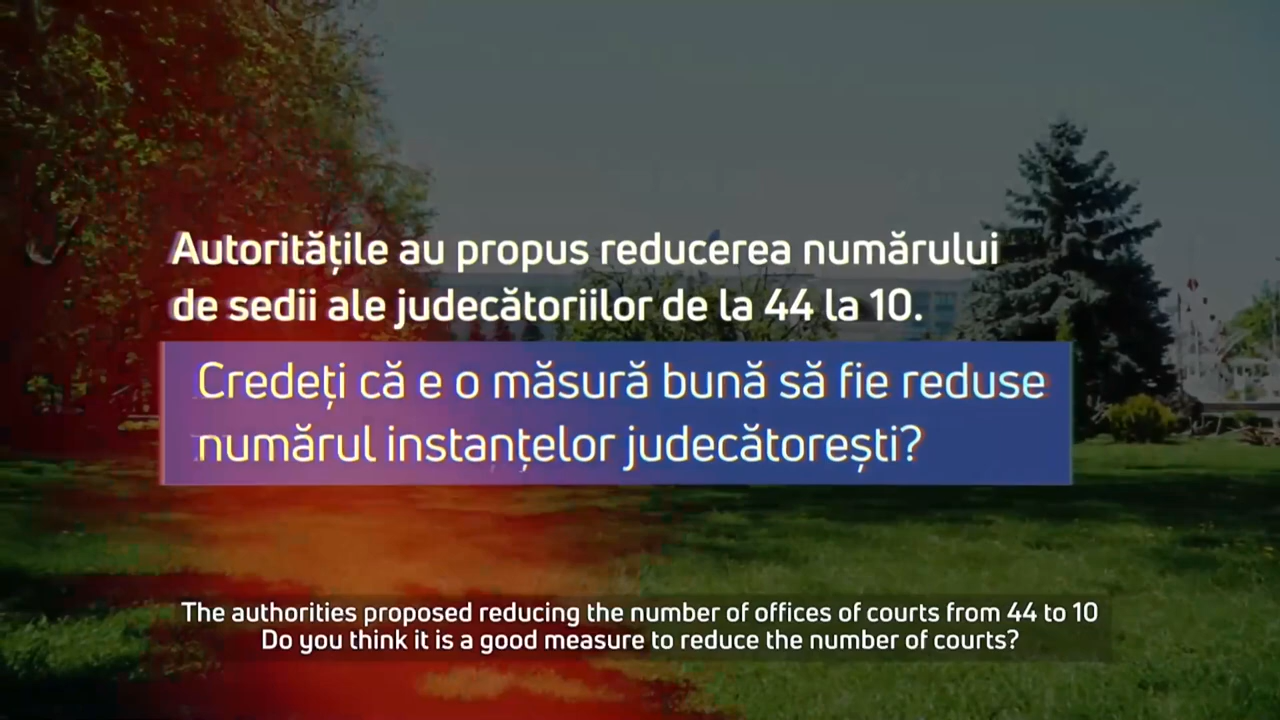 Autoritățile au propus reducerea numărului
de sedii ale judecătoriilor de la 44 la 10.
Credeți că e o măsură bună să fie reduse
numărul instanțelor judecătorești?
The authorities proposed reducing the number of offices of courts from 44 to 10
Do you think it is a good measure to reduce the number of courts?